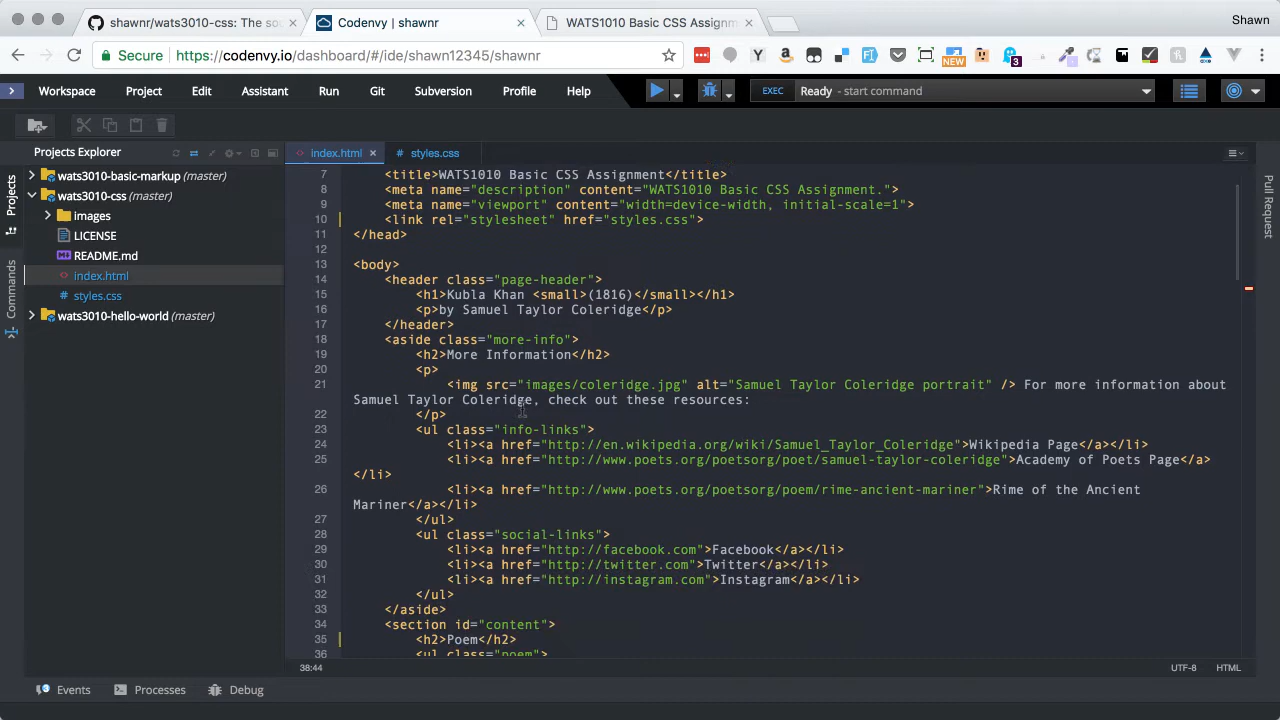 shawnr/wats3010-css: The sou
Codenvy | shawnr
WATS1010 Basic CSS Assignm
Shawn
Secure https://codenvy.io/dashboard/#/ide/shawn12345/shawnr
NEW
3
Workspace Project Edit Assistant Run Git Subversion Profile Help
EXEC Ready - start command
Projects Explorer
index.html
styles.css
Projects
Commands
Pull Request
wats3010-basic-markup (master)
wats3010-css (master)
images
LICENSE
README.md
index.html
styles.css
wats3010-hello-world (master)
7 <title>WATS1010 Basic CSS Assignment</title>
8 <meta name="description" content="WATS1010 Basic CSS Assignment.">
9 <meta name="viewport" content="width=device-width, initial-scale=1">
10 <link rel="stylesheet" href="styles.css">
11 </head>
12
13 <body>
14 <header class="page-header">
15 <h1>Kubla Khan <small>(1816)</small></h1>
16 <p>by Samuel Taylor Coleridge</p>
17 </header>
18 <aside class="more-info">
19 <h2>More Information</h2>
20 <p>
21 <img src="images/coleridge.jpg" alt="Samuel Taylor Coleridge portrait" /> For more information about
Samuel Taylor Coleridge, check out these resources:
22 </p>
23 <ul class="info-links">
24 <li><a href="http://en.wikipedia.org/wiki/Samuel_Taylor_Coleridge">Wikipedia Page</a></li>
25 <li><a href="http://www.poets.org/poetsorg/poet/samuel-taylor-coleridge">Academy of Poets Page</a>
</li>
26 <li><a href="http://www.poets.org/poetsorg/poem/rime-ancient-mariner">Rime of the Ancient
Mariner</a></li>
27 </ul>
28 <ul class="social-links">
29 <li><a href="http://facebook.com">Facebook</a></li>
30 <li><a href="http://twitter.com">Twitter</a></li>
31 <li><a href="http://instagram.com">Instagram</a></li>
32 </ul>
33 </aside>
34 <section id="content">
35 <h2>Poem</h2>
36 <ul class="poem">
38:44
UTF-8 HTML
Events Processes Debug